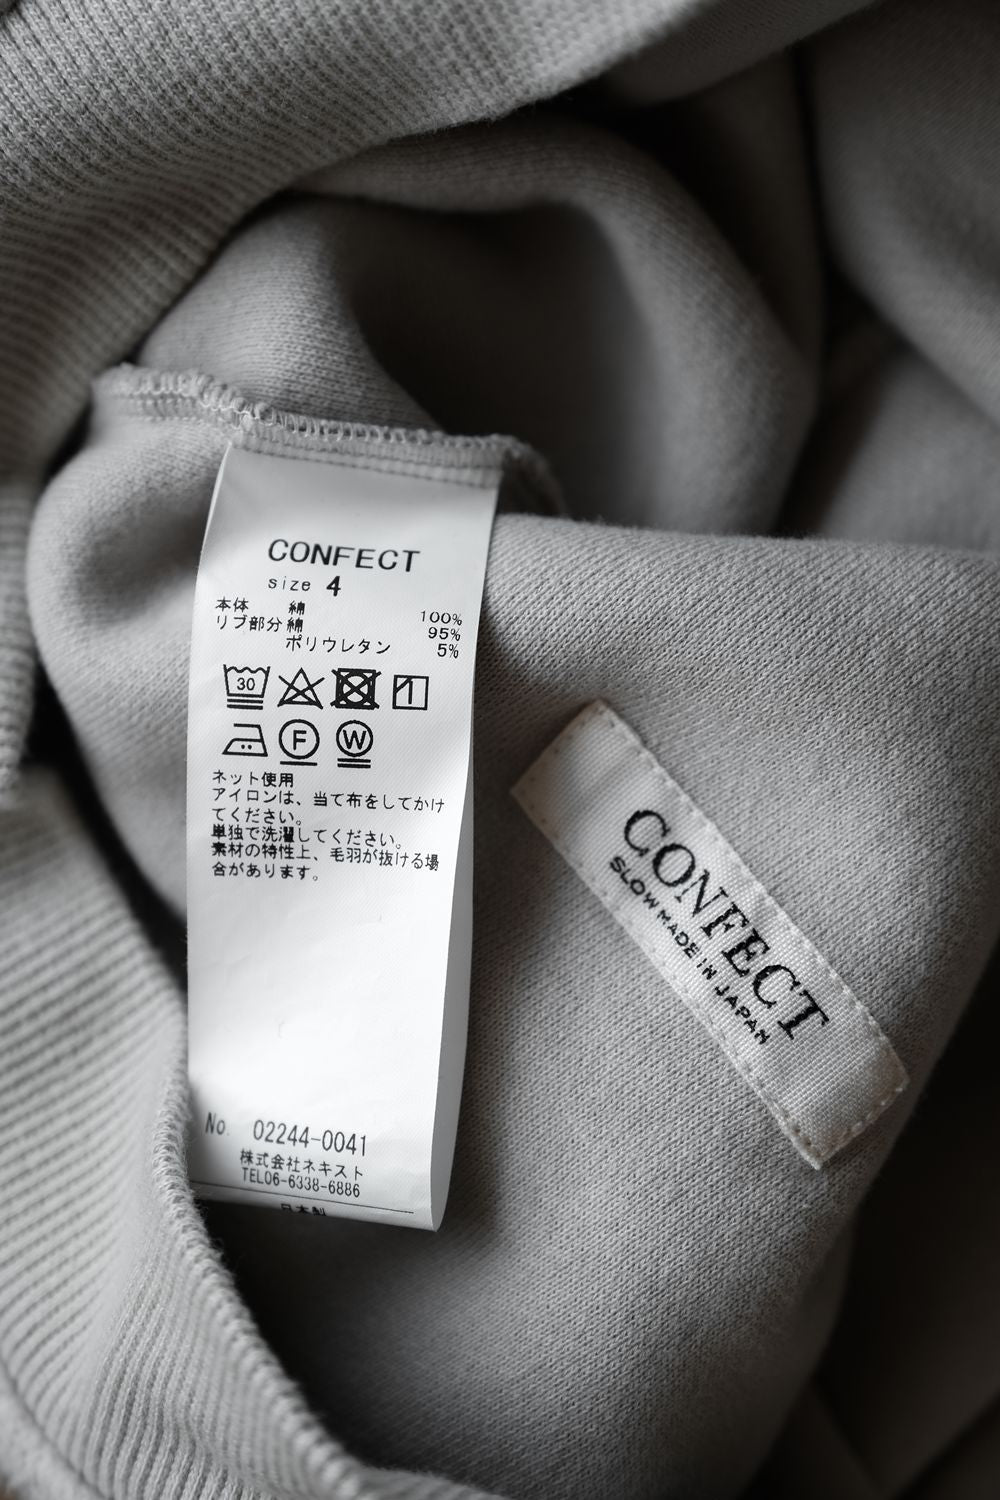 CONFECT
size 4
本体 綿 100%
リブ部分 綿 95%
ポリウレタン 5%
30
F W
ネット使用
アイロンは、当て布をしてかけ
てください。
単独で洗濯してください。
素材の特性上、毛羽が抜ける場
合があります。
No. 02244-0041
株式会社ネキスト
TEL06-6338-6886
日本製
CONFECT
SLOW MADE IN JAPAN